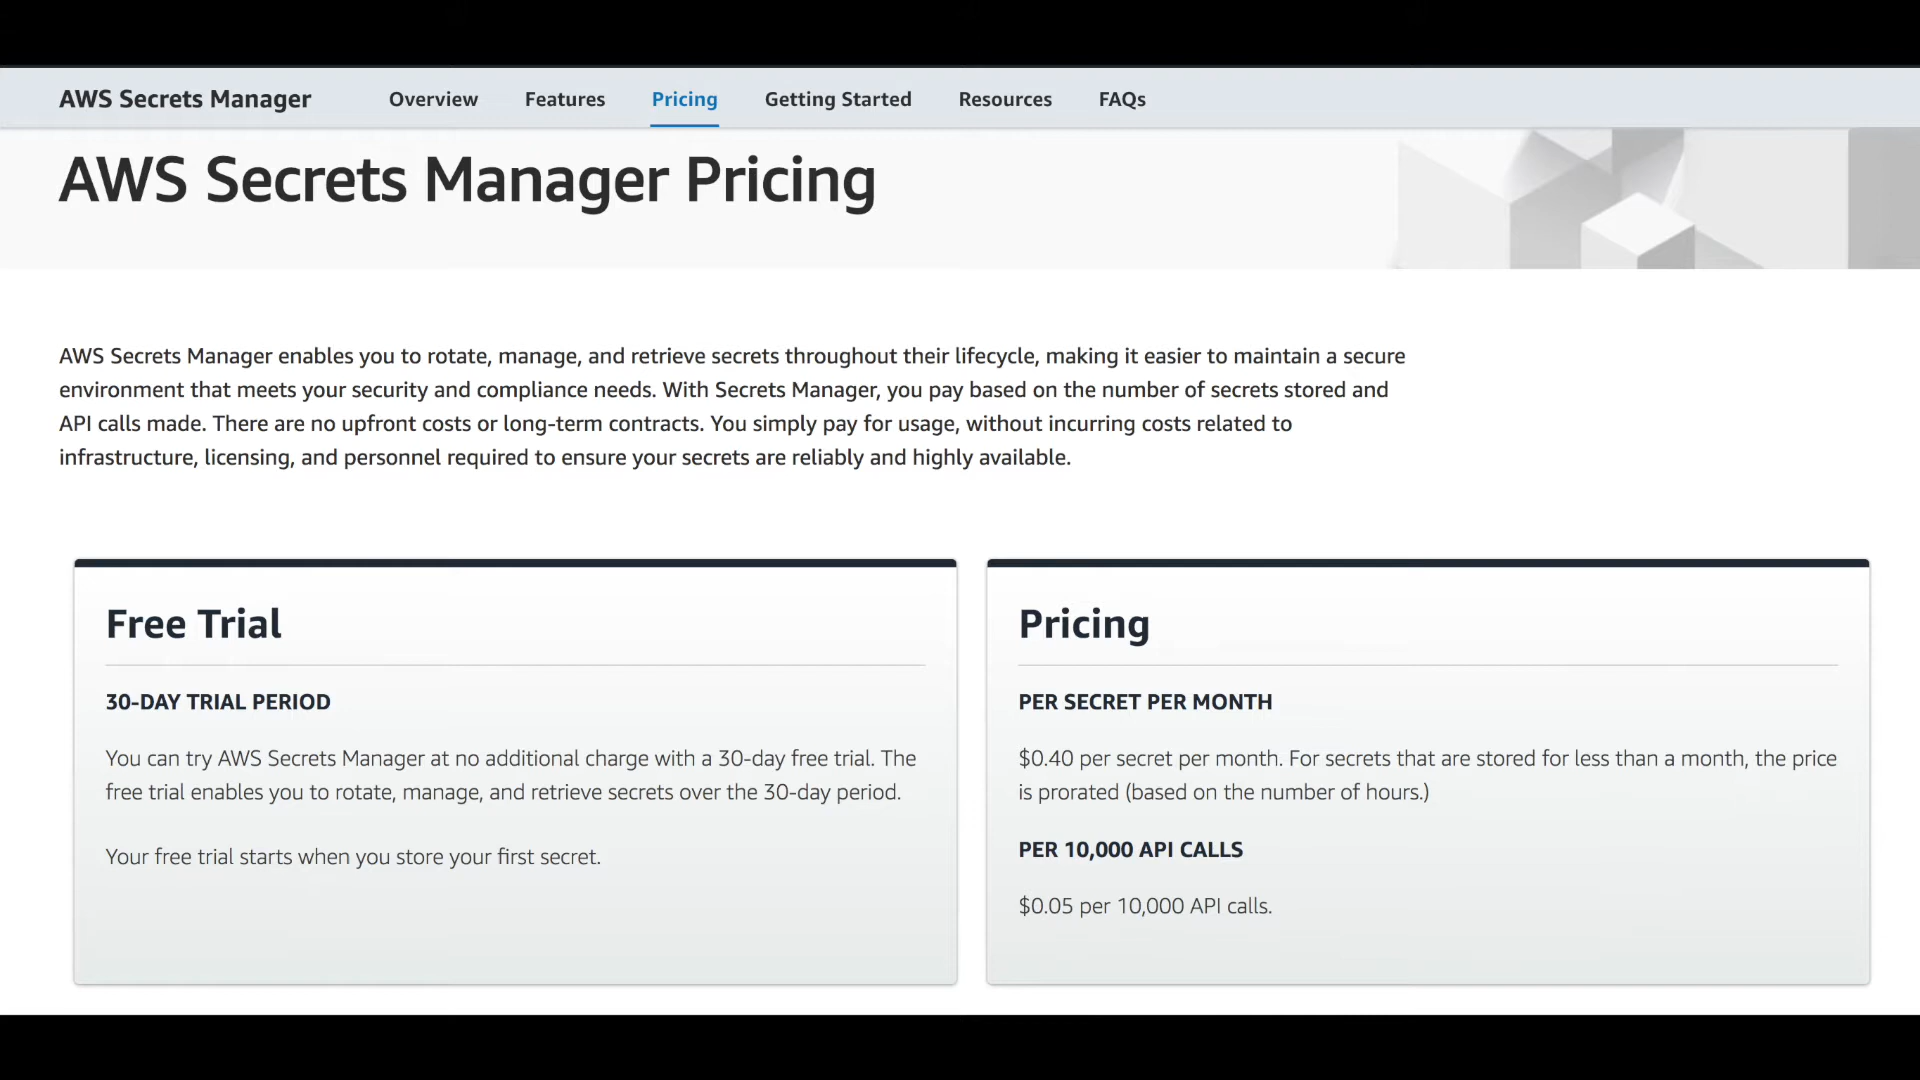 AWS Secrets Manager Overview Features Pricing Getting Started Resources FAQs
AWS Secrets Manager Pricing
AWS Secrets Manager enables you to rotate, manage, and retrieve secrets throughout their lifecycle, making it easier to maintain a secure
environment that meets your security and compliance needs. With Secrets Manager, you pay based on the number of secrets stored and
API calls made. There are no upfront costs or long-term contracts. You simply pay for usage, without incurring costs related to
infrastructure, licensing, and personnel required to ensure your secrets are reliably and highly available.
Free Trial
30-DAY TRIAL PERIOD
You can try AWS Secrets Manager at no additional charge with a 30-day free trial. The
free trial enables you to rotate, manage, and retrieve secrets over the 30-day period.
Your free trial starts when you store your first secret.
Pricing
PER SECRET PER MONTH
$0.40 per secret per month. For secrets that are stored for less than a month, the price
is prorated (based on the number of hours.)
PER 10,000 API CALLS
$0.05 per 10,000 API calls.